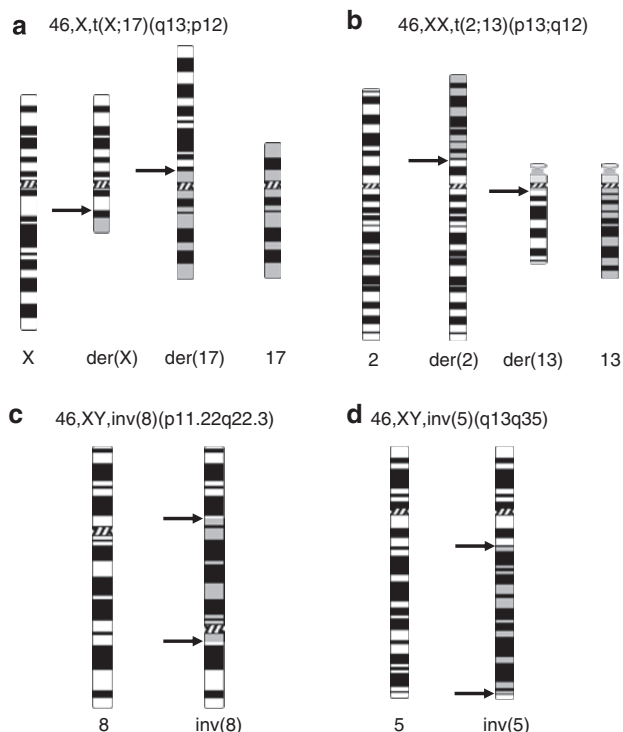 a
46,X,t(X;17)(q13;p12)
X der(X) der(17) 17
b
46,XX,t(2;13)(p13;q12)
2 der(2) der(13) 13
c
46,XY,inv(8)(p11.22q22.3)
8 inv(8)
d
46,XY,inv(5)(q13q35)
5 inv(5)